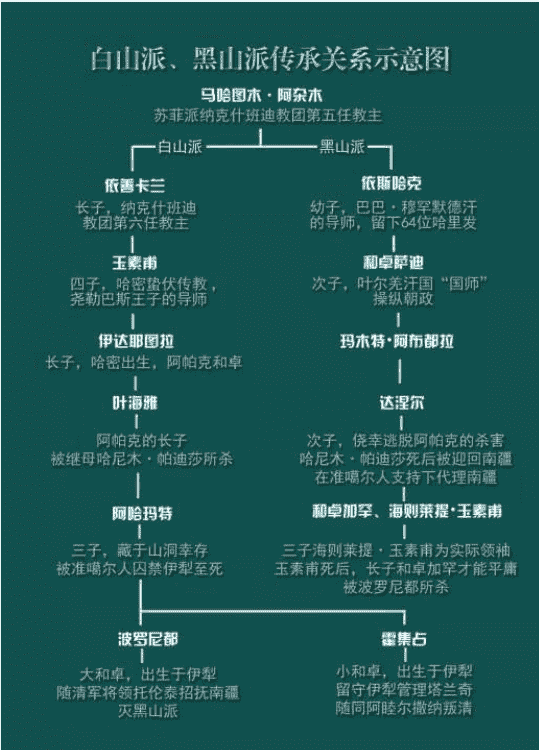 白山派、黑山派传承关系示意图
马哈图木·阿杂木
苏菲派纳克什班迪教团第五任教主
白山派
黑山派
依善卡兰
长子，纳克什班迪
教团第六任教主
依斯哈克
幼子，巴巴·穆罕默德汗
的导师，留下64位哈里发
玉素甫
四子，哈密蛰伏传教，
尧勒巴斯王子的导师
和卓萨迪
次子，叶尔羌汗国“国师”
操纵朝政
伊达耶图拉
长子，哈密出生，阿帕克和卓
玛木特·阿布都拉
叶海雅
阿帕克的长子
被继母哈尼木·帕迪莎所杀
达涅尔
次子，侥幸逃脱阿帕克的杀害
哈尼木·帕迪莎死后被迎回南疆
在准噶尔人支持下代理南疆
阿哈玛特
三子，藏于山洞幸存
被准噶尔人囚禁伊犁至死
和卓加罕、海则莱提·玉素甫
三子海则莱提·玉素甫为实际领袖
玉素甫死后，长子和卓加罕才能平庸
被波罗尼都所杀
波罗尼都
大和卓，出生于伊犁
随清军将领托伦泰招抚南疆
灭黑山派
霍集占
小和卓，出生于伊犁
留守伊犁管理塔兰奇
随同阿睦尔撒纳叛清